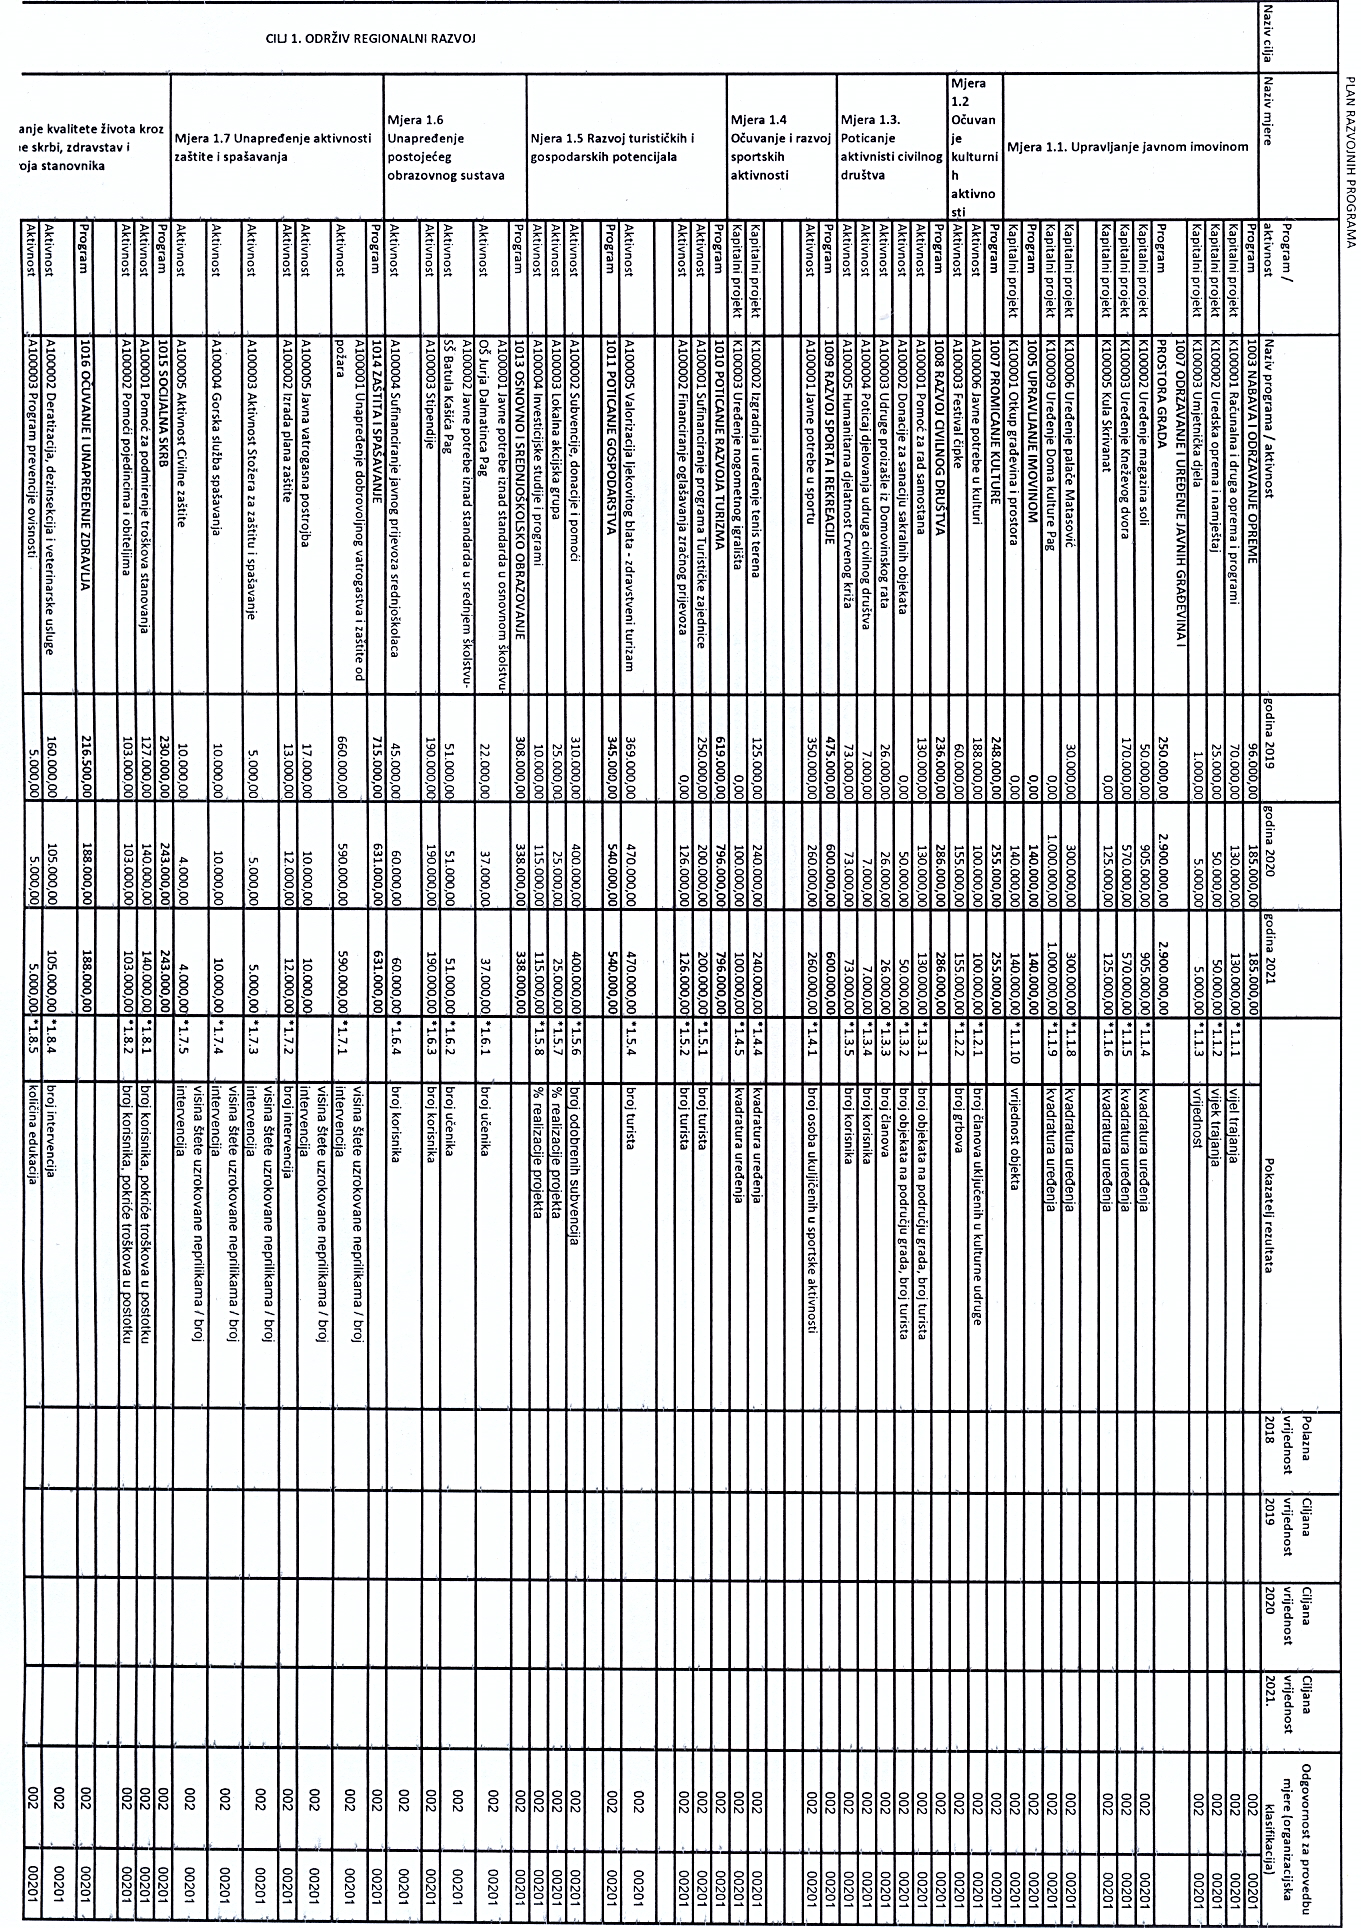 PLAN RAZVOJNIH PROGRAMA
Naziv cilja
Naziv mjere
Program / aktivnost
Naziv programa / aktivnost
godina 2019
godina 2020
godina 2021
Pokazatelj rezultata
Polazna vrijednost 2018
Ciljana vrijednost 2019
Ciljana vrijednost 2020
Ciljana vrijednost 2021.
Odgovornost za provedbu mjere (organizacijska klasifikacija)
CILJ 1. ODRŽIV REGIONALNI RAZVOJ
Mjera 1.1. Upravljanje javnom imovinom
Program 1003 NABAVA I ODRŽAVANJE OPREME 96.000,00 185.000,00 185.000,00 002 00201
Kapitalni projekt K100001 Računalna i druga oprema i programi 70.000,00 130.000,00 130.000,00 *1.1.1 vijel trajanja 002 00201
Kapitalni projekt K100002 Uredska oprema i namještaj 25.000,00 50.000,00 50.000,00 *1.1.2 vijek trajanja 002 00201
Kapitalni projekt K100003 Umjetnička djela 1.000,00 5.000,00 5.000,00 *1.1.3 vrijednost 002 00201
1007 ODRŽAVANJE I UREĐENJE JAVNIH GRAĐEVINA I
Program PROSTORA GRADA 250.000,00 2.900.000,00 2.900.000,00
Kapitalni projekt K100002 Uređenje magazina soli 50.000,00 905.000,00 905.000,00 *1.1.4 kvadratura uređenja 002 00201
Kapitalni projekt K100003 Uređenje Kneževog dvora 170.000,00 570.000,00 570.000,00 *1.1.5 kvadratura uređenja 002 00201
Kapitalni projekt K100005 Kula Skrivanat 0,00 125.000,00 125.000,00 *1.1.6 kvadratura uređenja 002 00201
Kapitalni projekt K100006 Uređenje palače Matasović 30.000,00 300.000,00 300.000,00 *1.1.8 kvadratura uređenja 002 00201
Kapitalni projekt K100009 Uređenje Doma kulture Pag 0,00 1.000.000,00 1.000.000,00 *1.1.9 kvadratura uređenja 002 00201
Program 1005 UPRAVLJANJE IMOVINOM 0,00 140.000,00 140.000,00 002 00201
Kapitalni projekt K100001 Otkup građevina i prostora 0,00 140.000,00 140.000,00 *1.1.10 vrijednost objekta 002 00201
Mjera 1.2 Očuvan je kulturni h aktivno sti
Program 1007 PROMICANJE KULTURE 248.000,00 255.000,00 255.000,00 002 00201
Aktivnost A100006 Javne potrebe u kulturi 188.000,00 100.000,00 100.000,00 *1.2.1 broj članova uključenih u kulturne udruge 002 00201
Aktivnost A100003 Festival čipke 60.000,00 155.000,00 155.000,00 *1.2.2 broj grbova 002 00201
Mjera 1.3. Poticanje aktivnisti civilnog društva
Program 1008 RAZVOJ CIVILNOG DRUŠTVA 236.000,00 286.000,00 286.000,00 002 00201
Aktivnost A100001 Pomoć za rad samostana 130.000,00 130.000,00 130.000,00 *1.3.1 broj objekata na području grada, broj turista 002 00201
Aktivnost A100002 Donacije za sanaciju sakralnih objekata 0,00 50.000,00 50.000,00 *1.3.2 broj objekata na području grada, broj turista 002 00201
Aktivnost A100003 Udruge proizašle iz Domovinskog rata 26.000,00 26.000,00 26.000,00 *1.3.3 broj članova 002 00201
Aktivnost A100004 Poticaj djelovanja udruga civilnog društva 7.000,00 7.000,00 7.000,00 *1.3.4 broj korisnika 002 00201
Aktivnost A100005 Humanitarna djelatnost Crvenog križa 73.000,00 73.000,00 73.000,00 *1.3.5 broj korisnika 002 00201
Mjera 1.4 Očuvanje i razvoj sportskih aktivnosti
Program 1009 RAZVOJ SPORTA I REKREACIJE 475.000,00 600.000,00 600.000,00 002 00201
Aktivnost A100001 Javne potrebe u sportu 350.000,00 260.000,00 260.000,00 *1.4.1 broj osoba ukuljičenih u sportske aktivnosti 002 00201
Kapitalni projekt K100002 Izgradnja i uređenje tenis terena 125.000,00 240.000,00 240.000,00 *1.4.4 kvadratura uređenja 002 00201
Kapitalni projekt K100003 Uređenje nogometnog igrališta 0,00 100.000,00 100.000,00 *1.4.5 kvadratura uređenja 002 00201
Njera 1.5 Razvoj turističkih i gospodarskih potencijala
Program 1010 POTICANJE RAZVOJA TURIZMA 619.000,00 796.000,00 796.000,00 002 00201
Aktivnost A100001 Sufinanciranje programa Turističke zajednice 250.000,00 200.000,00 200.000,00 *1.5.1 broj turista 002 00201
Aktivnost A100002 Financiranje oglašavanja zračnog prijevoza 0,00 126.000,00 126.000,00 *1.5.2 broj turista 002 00201
Aktivnost A100005 Valorizacija ljekovitog blata - zdravstveni turizam 369.000,00 470.000,00 470.000,00 *1.5.4 broj turista 002 00201
Program 1011 POTICANJE GOSPODARSTVA 345.000,00 540.000,00 540.000,00 002 00201
Aktivnost A100002 Subvencije, donacije i pomoći 310.000,00 400.000,00 400.000,00 *1.5.6 broj odobrenih subvencija 002 00201
Aktivnost A100003 Lokalna akcijska grupa 25.000,00 25.000,00 25.000,00 *1.5.7 % realizacije projekta 002 00201
Aktivnost A100004 Investicijske studije i programi 10.000,00 115.000,00 115.000,00 *1.5.8 % realizacije projekta 002 00201
Mjera 1.6 Unapređenje postojećeg obrazovnog sustava
Program 1013 OSNOVNO I SREDNJOŠKOLSKO OBRAZOVANJE 308.000,00 338.000,00 338.000,00 002 00201
A100001 Javne potrebe iznad standarda u osnovnom školstvu-
Aktivnost OŠ Jurja Dalmatinca Pag 22.000,00 37.000,00 37.000,00 *1.6.1 broj učenika 002 00201
A100002 Javne potrebe iznad standarda u srednjem školstvu-
Aktivnost SŠ Batula Kašića Pag 51.000,00 51.000,00 51.000,00 *1.6.2 broj učenika 002 00201
Aktivnost A100003 Stipendije 190.000,00 190.000,00 190.000,00 *1.6.3 broj korisnika 002 00201
Aktivnost A100004 Sufinanciranje javnog prijevoza srednjoškolaca 45.000,00 60.000,00 60.000,00 *1.6.4 broj korisnika 002 00201
Mjera 1.7 Unapređenje aktivnosti zaštite i spašavanja
Program 1014 ZAŠTITA I SPAŠAVANJE 715.000,00 631.000,00 631.000,00 002 00201
A100001 Unapređenje dobrovoljnog vatrogastva i zaštite od
Aktivnost požara 660.000,00 590.000,00 590.000,00 *1.7.1 visina štete uzrokovane neprilikama / broj intervencija 002 00201
Aktivnost A100005 Javna vatrogasna postrojba 17.000,00 10.000,00 10.000,00 visina štete uzrokovane neprilikama / broj intervencija 002 00201
Aktivnost A100002 Izrada plana zaštite 13.000,00 12.000,00 12.000,00 *1.7.2 broj intervencija 002 00201
Aktivnost A100003 Aktivnost Stožera za zaštitu i spašavanje 5.000,00 5.000,00 5.000,00 *1.7.3 visina štete uzrokovane neprilikama / broj intervencija 002 00201
Aktivnost A100004 Gorska služba spašavanja 10.000,00 10.000,00 10.000,00 *1.7.4 visina štete uzrokovane neprilikama / broj intervencija 002 00201
Aktivnost A100005 Aktivnost Civilne zaštite 10.000,00 4.000,00 4.000,00 *1.7.5 visina štete uzrokovane neprilikama / broj intervencija 002 00201
anje kvalitete života kroz
ne skrbi, zdravstav i
oja stanovnika
Program 1015 SOCIJALNA SKRB 230.000,00 243.000,00 243.000,00 002 00201
Aktivnost A100001 Pomoć za podmirenje troškova stanovanja 127.000,00 140.000,00 140.000,00 *1.8.1 broj korisnika, pokriće troškova u postotku 002 00201
Aktivnost A100002 Pomoći pojedincima i obiteljima 103.000,00 103.000,00 103.000,00 *1.8.2 broj korisnika, pokriće troškova u postotku 002 00201
Program 1016 OČUVANJE I UNAPREĐENJE ZDRAVLJA 216.500,00 188.000,00 188.000,00 002 00201
Aktivnost A100002 Deratizacija, dezinsekcija i veterinarske usluge 160.000,00 105.000,00 105.000,00 *1.8.4 broj intervencija 002 00201
Aktivnost A100003 Program prevencije ovisnosti 5.000,00 5.000,00 5.000,00 *1.8.5 količina edukacija 002 00201